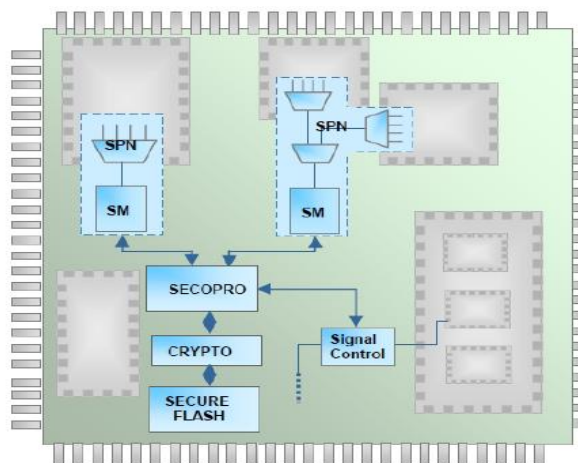 SPN
SPN
SM
SM
SECOPRO
CRYPTO
Signal
Control
SECURE
FLASH